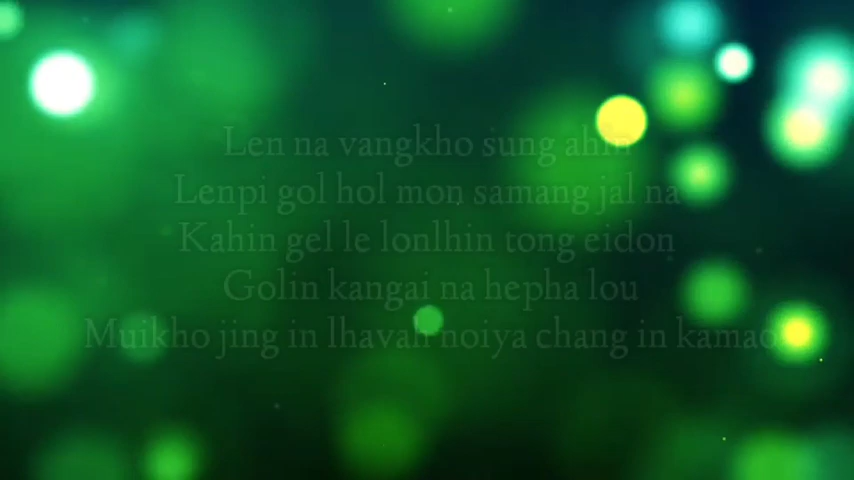 Len na vangkho sung ahin
Lenpi gol hol mon samang jal na
Kahin gel le lonlhin tong eidon
Golin kangai na hepha lou
Muikho jing in lhavah noiya chang in kamao